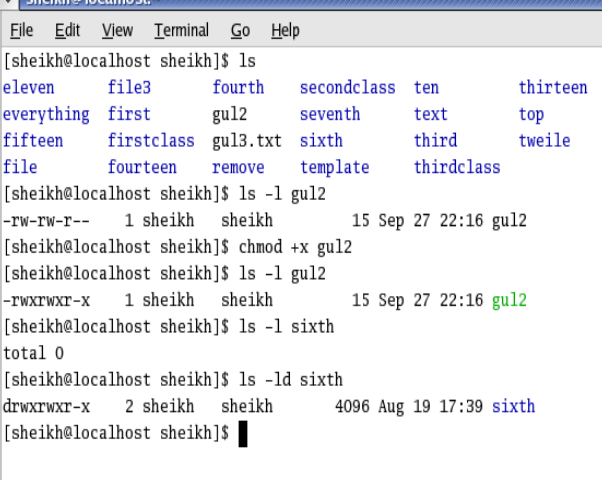 sheikh@localhost:
File Edit View Terminal Go Help
[sheikh@localhost sheikh]$ ls
eleven file3 fourth secondclass ten thirteen
everything first gul2 seventh text top
fifteen firstclass gul3.txt sixth third tweile
file fourteen remove template thirdclass
[sheikh@localhost sheikh]$ ls -l gul2
-rw-rw-r-- 1 sheikh sheikh 15 Sep 27 22:16 gul2
[sheikh@localhost sheikh]$ chmod +x gul2
[sheikh@localhost sheikh]$ ls -l gul2
-rwxrwxr-x 1 sheikh sheikh 15 Sep 27 22:16 gul2
[sheikh@localhost sheikh]$ ls -l sixth
total 0
[sheikh@localhost sheikh]$ ls -ld sixth
drwxrwxr-x 2 sheikh sheikh 4096 Aug 19 17:39 sixth
[sheikh@localhost sheikh]$